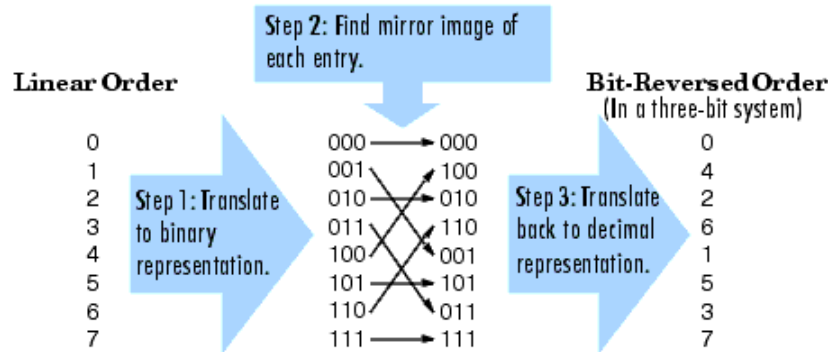 Step 2: Find mirror image of
each entry.
Linear Order
Bit-Reversed Order
(In a three-bit system)
0 000 000 0
1 001 100 4
2 010 010 2
3 011 110 6
4 100 001 1
5 101 101 5
6 110 011 3
7 111 111 7
Step 1: Translate
to binary
representation.
Step 3: Translate
back to decimal
representation.